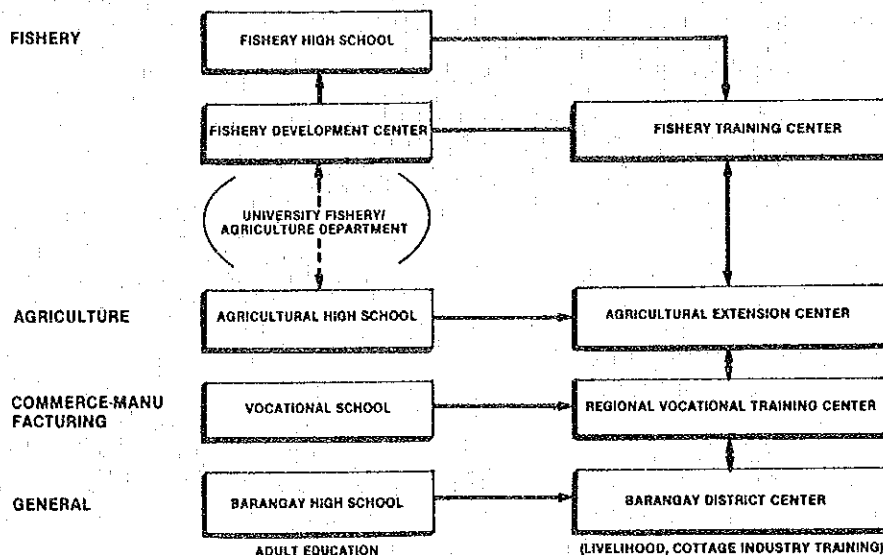 FISHERY
FISHERY HIGH SCHOOL
FISHERY DEVELOPMENT CENTER
FISHERY TRAINING CENTER
UNIVERSITY FISHERY/
AGRICULTURE DEPARTMENT
AGRICULTURE
AGRICULTURAL HIGH SCHOOL
AGRICULTURAL EXTENSION CENTER
COMMERCE-MANU
FACTURING
VOCATIONAL SCHOOL
REGIONAL VOCATIONAL TRAINING CENTER
GENERAL
BARANGAY HIGH SCHOOL
BARANGAY DISTRICT CENTER
ADULT EDUCATION
(LIVELIHOOD, COTTAGE INDUSTRY TRAINING)